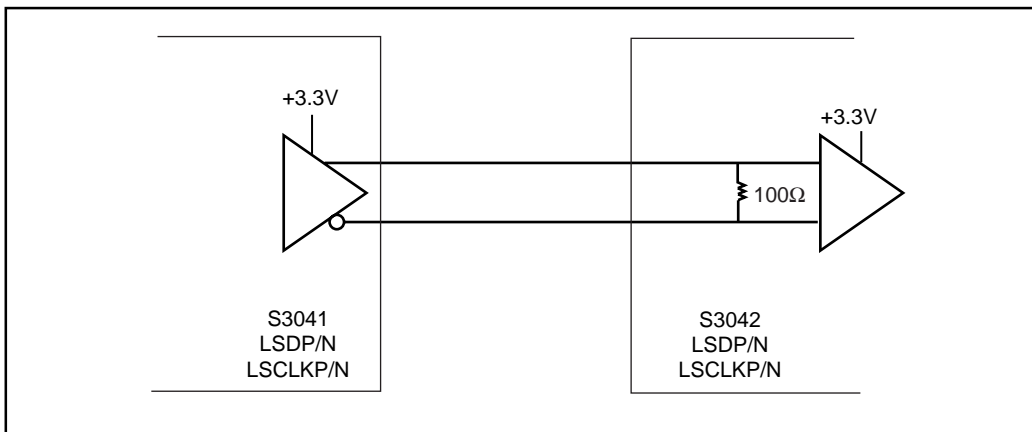 +3.3V
+3.3V
100Ω
S3041
LSDP/N
LSCLKP/N
S3042
LSDP/N
LSCLKP/N